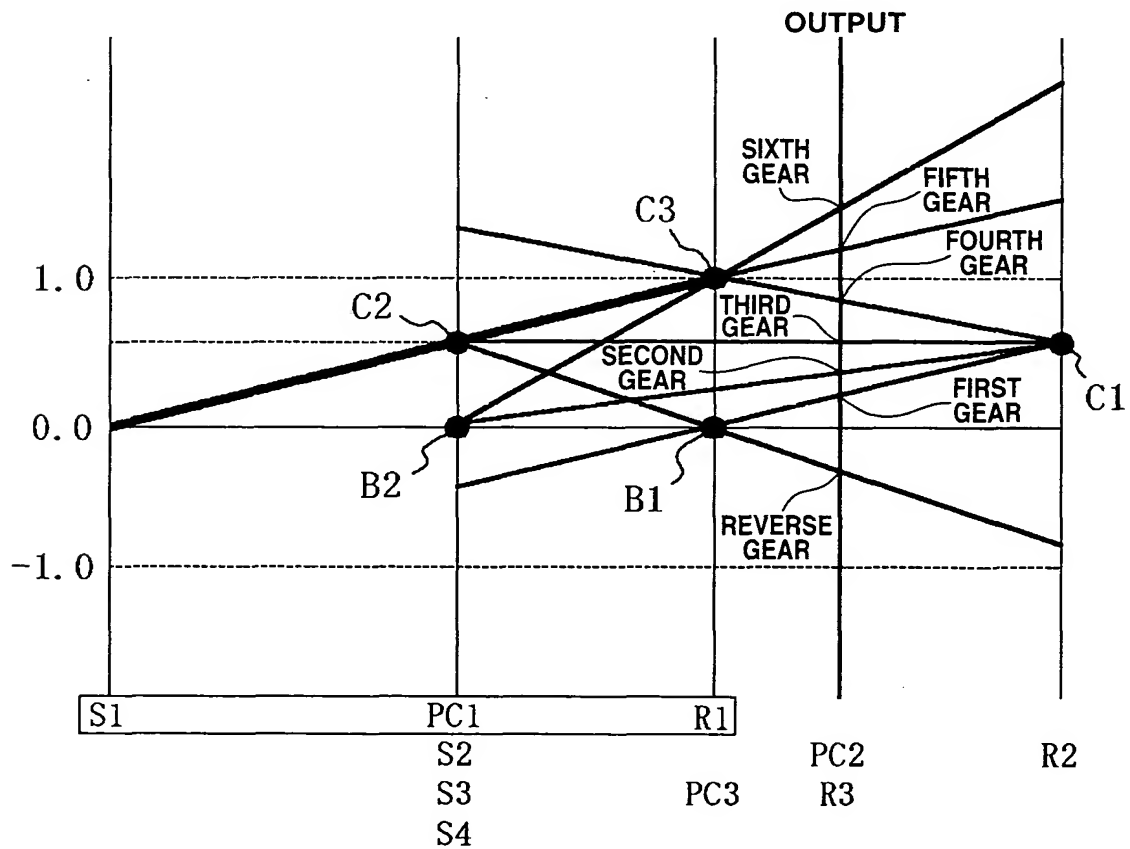 OUTPUT
SIXTH
GEAR
FIFTH
GEAR
C3
FOURTH
GEAR
1.0
C2
THIRD
GEAR
SECOND
GEAR
FIRST
GEAR
C1
0.0
B2
B1
REVERSE
GEAR
-1.0
S1 PC1 R1
S2 PC2 R2
S3 PC3 R3
S4